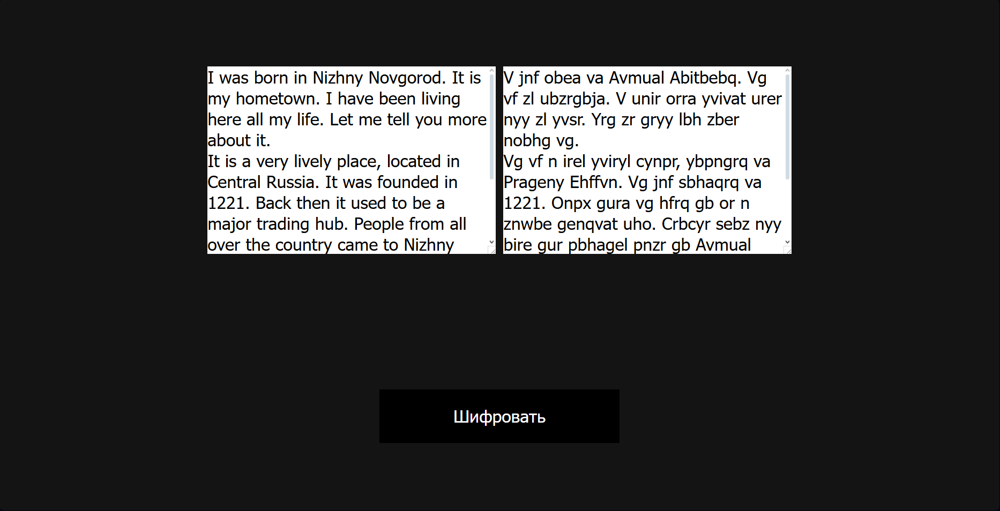 I was born in Nizhny Novgorod. It is
my hometown. I have been living
here all my life. Let me tell you more
about it.
It is a very lively place, located in
Central Russia. It was founded in
1221. Back then it used to be a
major trading hub. People from all
over the country came to Nizhny
V jnf obea va Avmual Abitbebq. Vg
vf zl ubzrgbja. V unir orra yvivat urer
nyy zl yvsr. Yrg zr gryy lbh zber
nobhg vg.
Vg vf n irel yviryl cynpr, ybpngrq va
Prageny Ehffvn. Vg jnf sbhaqrq va
1221. Onpx gura vg hfrq gb or n
znwbe genqvat uho. Crbcyr sebz nyy
bire gur pbhagel pnzr gb Avmual
Шифровать